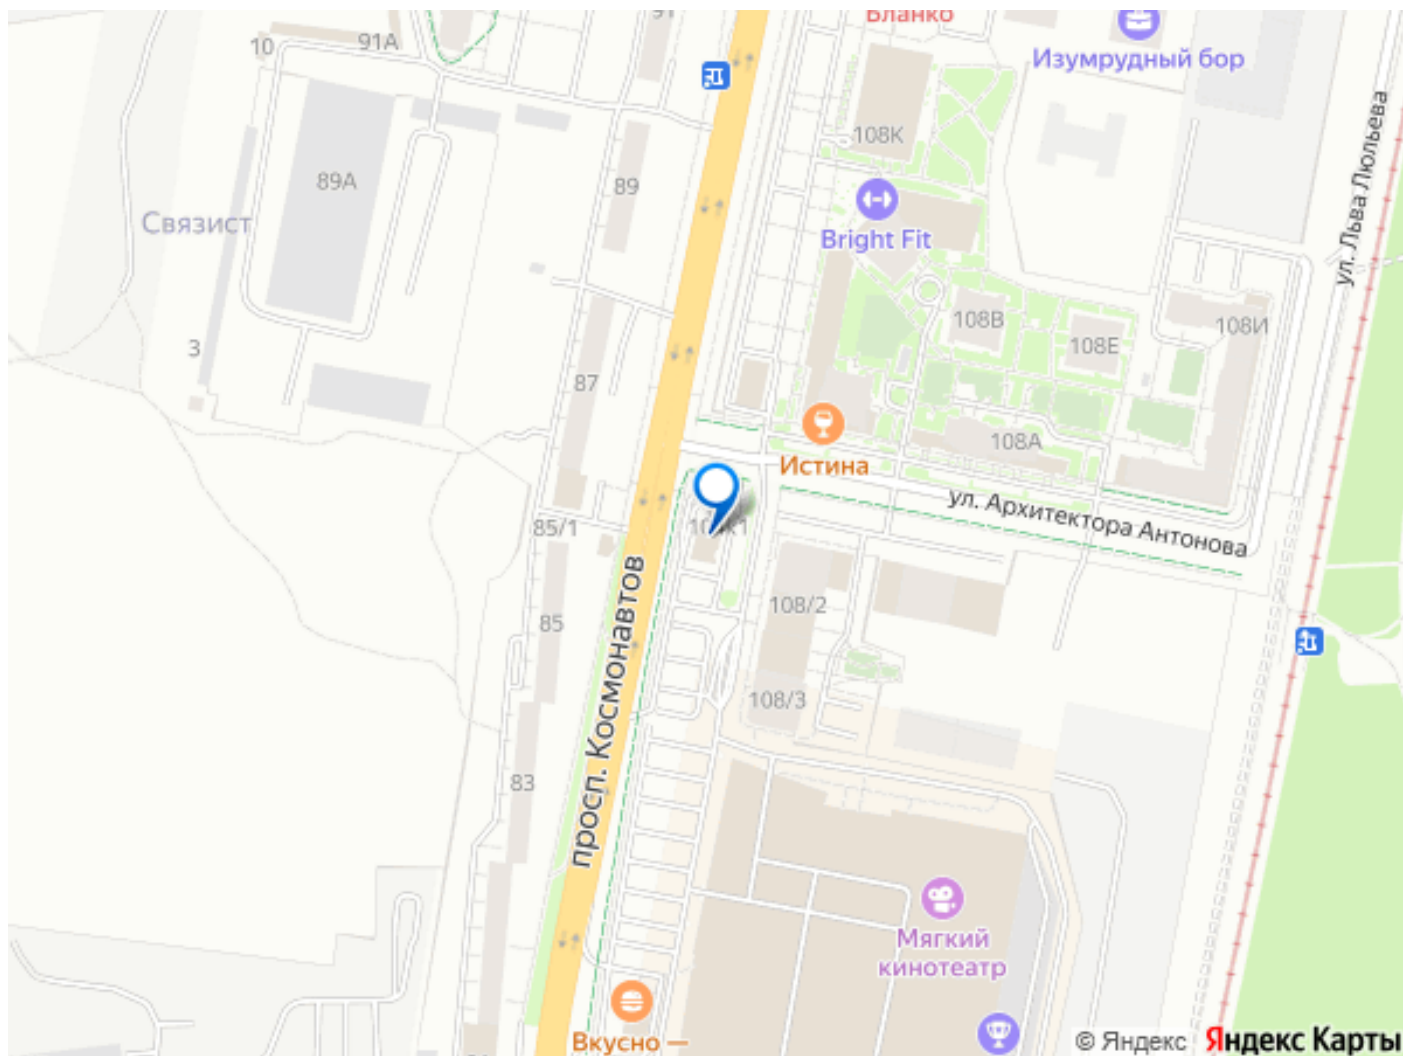 Бланко
91
91А
10
Изумрудный бор
108К
ул. Льва Люльева
89А
89
Связист
Bright Fit
108В
108И
108Е
3
87
108А
Истина
ул. Архитектора Антонова
85/1
просп. Космонавтов
108/2
85
108/3
83
Мягкий
кинотеатр
Вкусно —
© Яндекс
Яндекс Карты